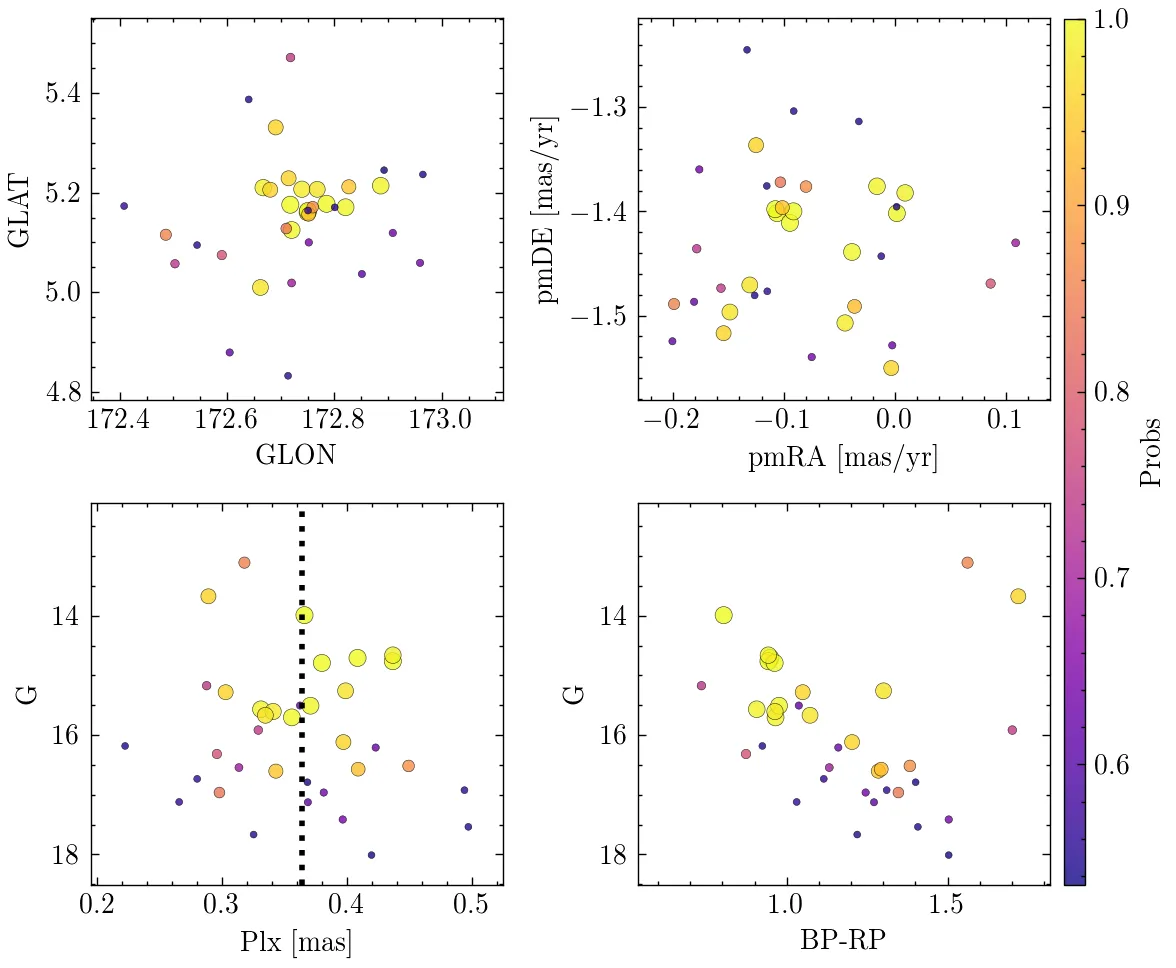 5.4
5.2
5.0
4.8
GLAT
172.4 172.6 172.8 173.0
GLON
−1.3
−1.4
−1.5
pmDE [mas/yr]
−0.2 −0.1 0.0 0.1
pmRA [mas/yr]
14
16
18
G
0.2 0.3 0.4 0.5
Plx [mas]
14
16
18
G
1.0 1.5
BP-RP
1.0
0.9
0.8
0.7
0.6
Probs